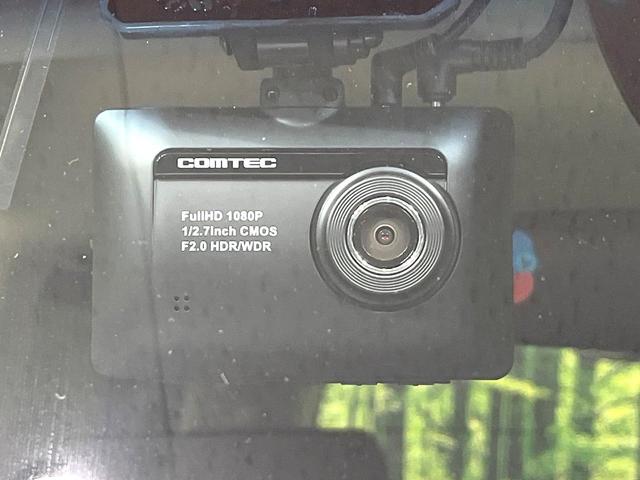 COMTEC
FullHD 1080P
1/2.7inch CMOS
F2.0 HDR/WDR